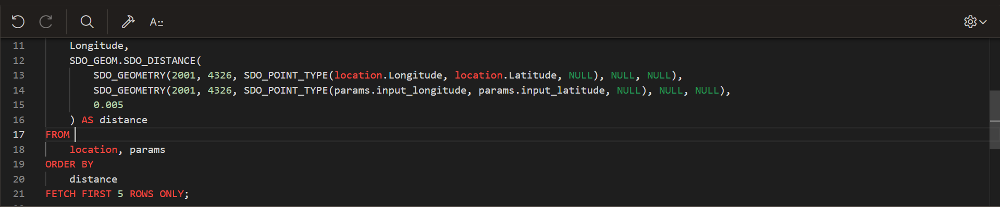 A
11 Longitude,
12 SDO_GEOM.SDO_DISTANCE(
13 SDO_GEOMETRY(2001, 4326, SDO_POINT_TYPE(location.Longitude, location.Latitude, NULL), NULL, NULL),
14 SDO_GEOMETRY(2001, 4326, SDO_POINT_TYPE(params.input_longitude, params.input_latitude, NULL), NULL, NULL),
15 0.005
16 ) AS distance
17 FROM
18 location, params
19 ORDER BY
20 distance
21 FETCH FIRST 5 ROWS ONLY;